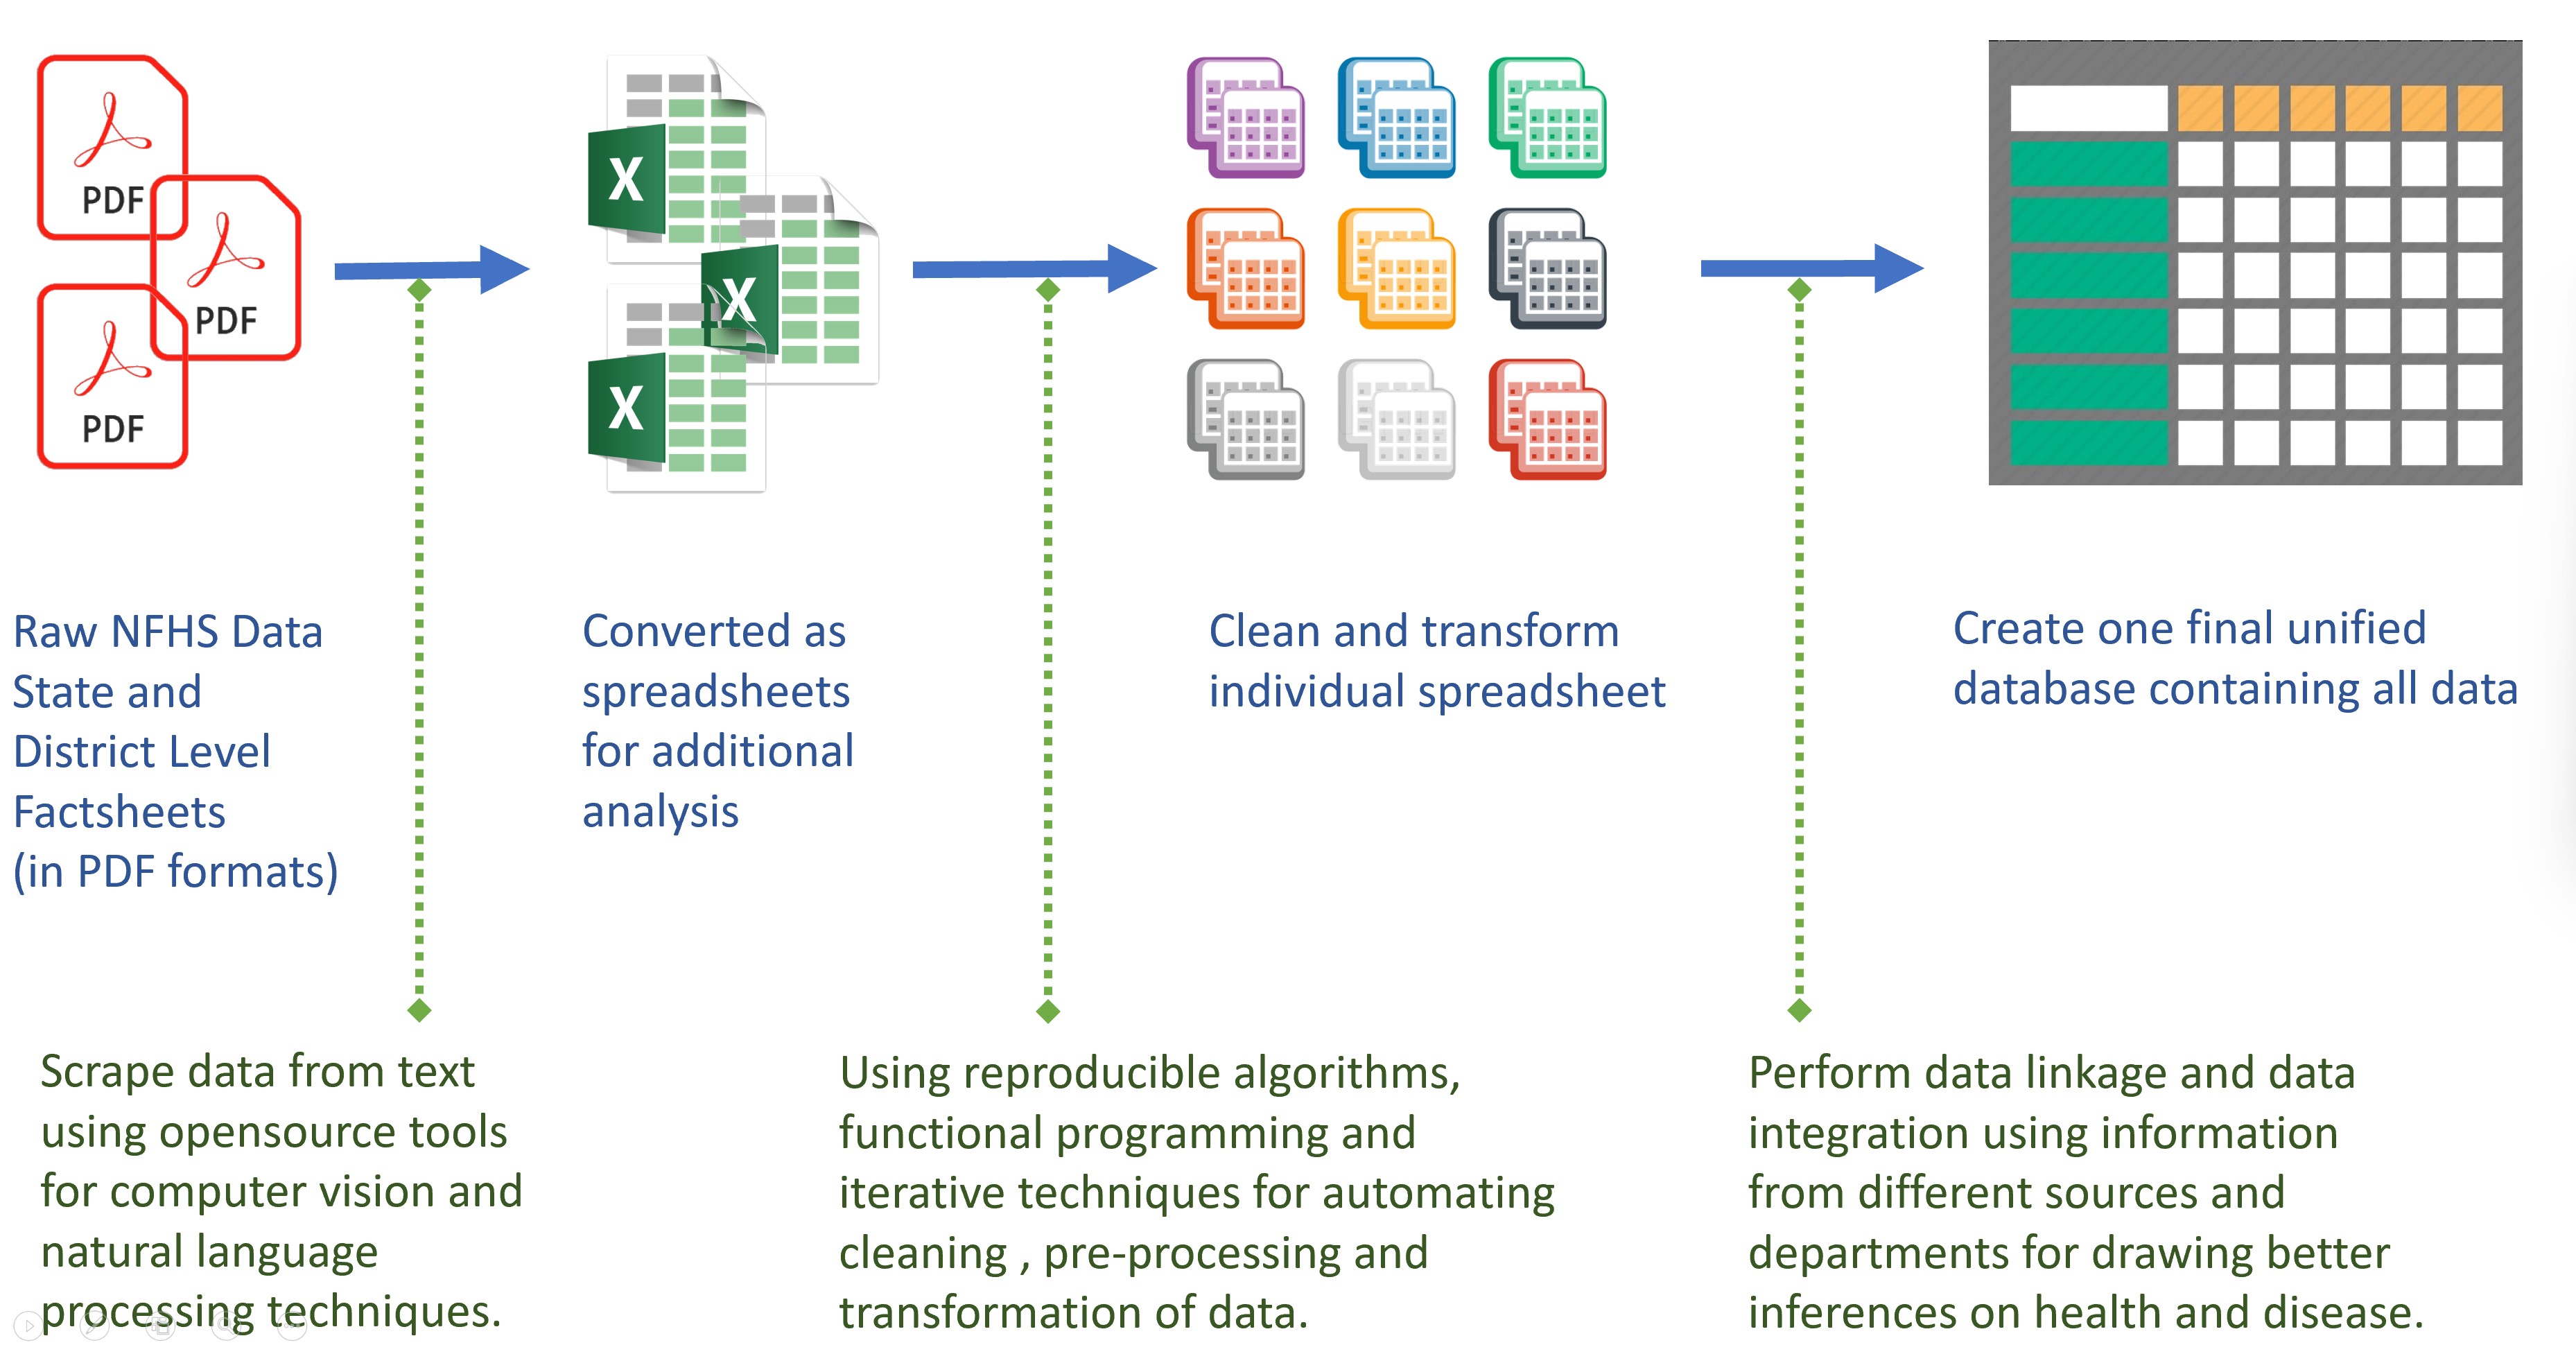 PDF
PDF
PDF
X
X
X
Raw NFHS Data
State and
District Level
Factsheets
(in PDF formats)
Converted as
spreadsheets
for additional
analysis
Clean and transform
individual spreadsheet
Create one final unified
database containing all data
Scrape data from text
using opensource tools
for computer vision and
natural language
processing techniques.
Using reproducible algorithms,
functional programming and
iterative techniques for automating
cleaning , pre-processing and
transformation of data.
Perform data linkage and data
integration using information
from different sources and
departments for drawing better
inferences on health and disease.